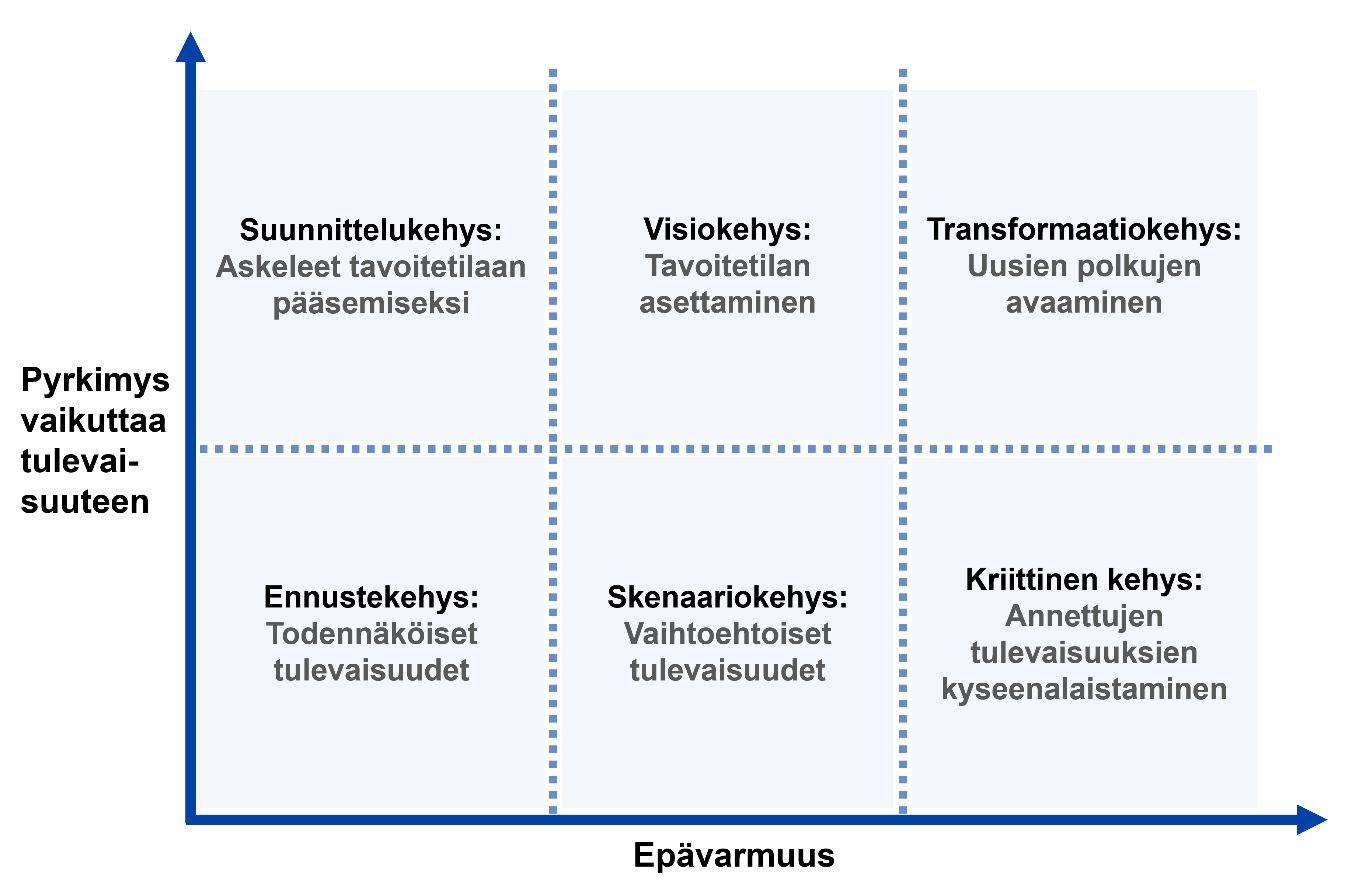 Pyrkimys
vaikuttaa
tulevai-
suuteen
Suunnittelukehys:
Askeleet tavoitetilaan
pääsemiseksi
Visiokehys:
Tavoitetilan
asettaminen
Transformaatiokehys:
Uusien polkujen
avaaminen
Ennustekehys:
Todennäköiset
tulevaisuudet
Skenaariokehys:
Vaihtoehtoiset
tulevaisuudet
Kriittinen kehys:
Annettujen
tulevaisuuksien
kyseenalaistaminen
Epävarmuus